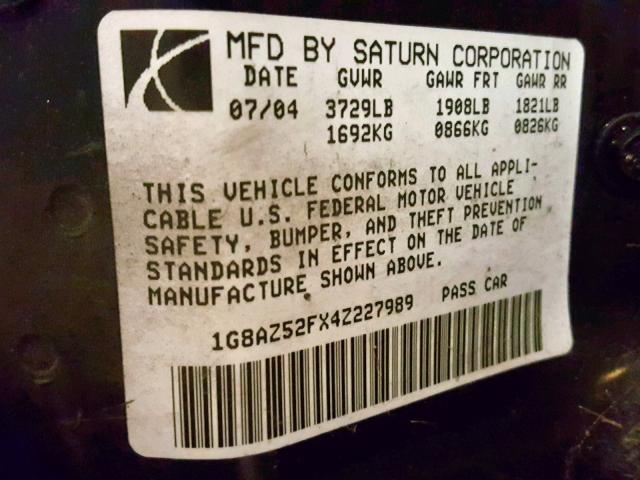 MFD BY SATURN CORPORATION
DATE GVWR GAWR FRT GAWR RR
07/04 3729LB 1908LB 1821LB
1692KG 0866KG 0826KG
THIS VEHICLE CONFORMS TO ALL APPLI-
CABLE U.S. FEDERAL MOTOR VEHICLE
SAFETY, BUMPER, AND THEFT PREVENTION
STANDARDS IN EFFECT ON THE DATE OF
MANUFACTURE SHOWN ABOVE.
1G8AZ52FX4Z227989 PASS CAR